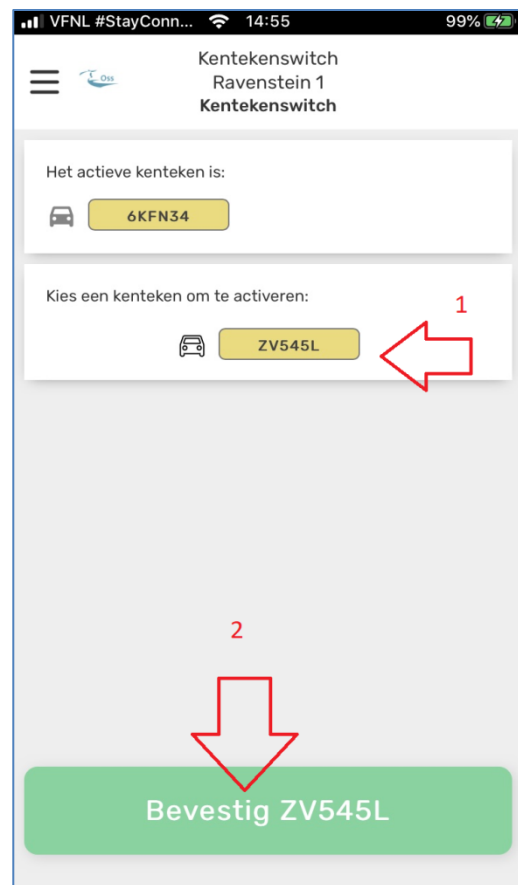 VFNL #StayConn... 14:55 99%
Kentekenswitch
Oss Ravenstein 1
Kentekenswitch
Het actieve kenteken is:
6KFN34
Kies een kenteken om te activeren:
1
ZV545L
2
Bevestig ZV545L